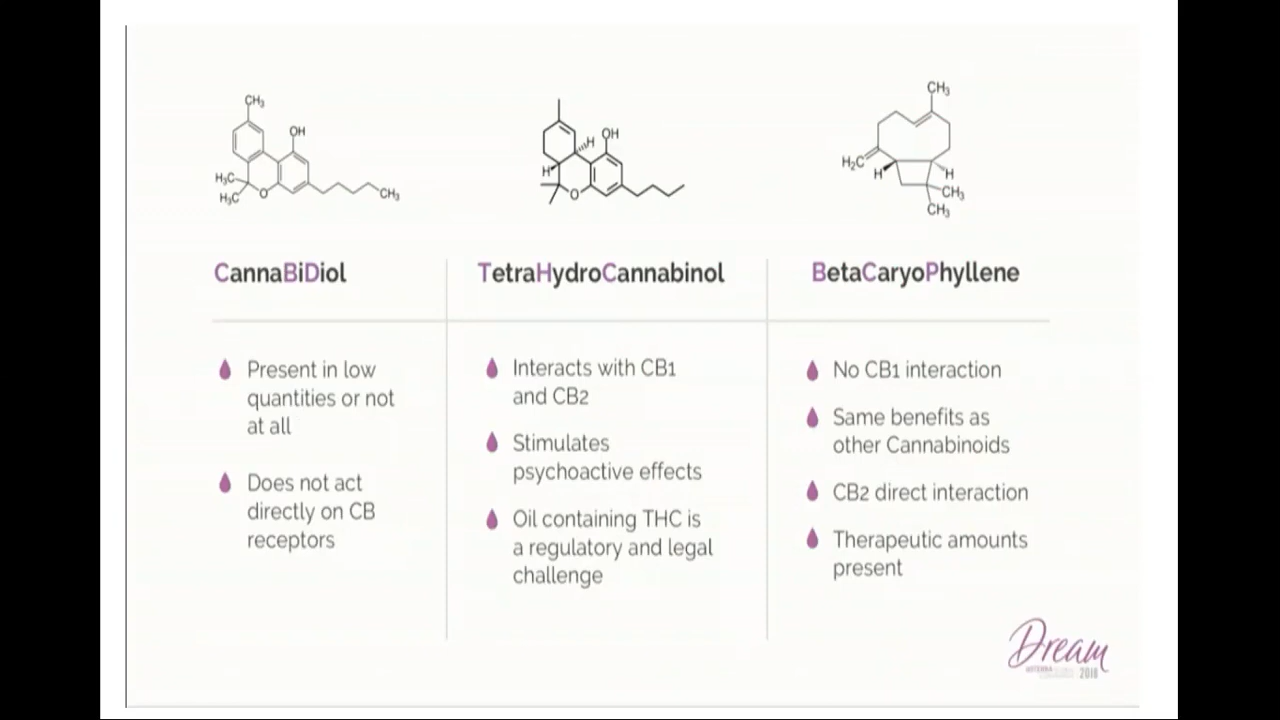 CH₃
OH
H₃C
H₃C
O
CH₃
H
OH
H
O
CH₃
H₂C
H
H
CH₃
CH₃
CannaBiDiol
TetraHydroCannabinol
BetaCaryoPhyllene
Present in low
quantities or not
at all
Does not act
directly on CB
receptors
Interacts with CB1
and CB2
Stimulates
psychoactive effects
Oil containing THC is
a regulatory and legal
challenge
No CB1 interaction
Same benefits as
other Cannabinoids
CB2 direct interaction
Therapeutic amounts
present
Dream
2018